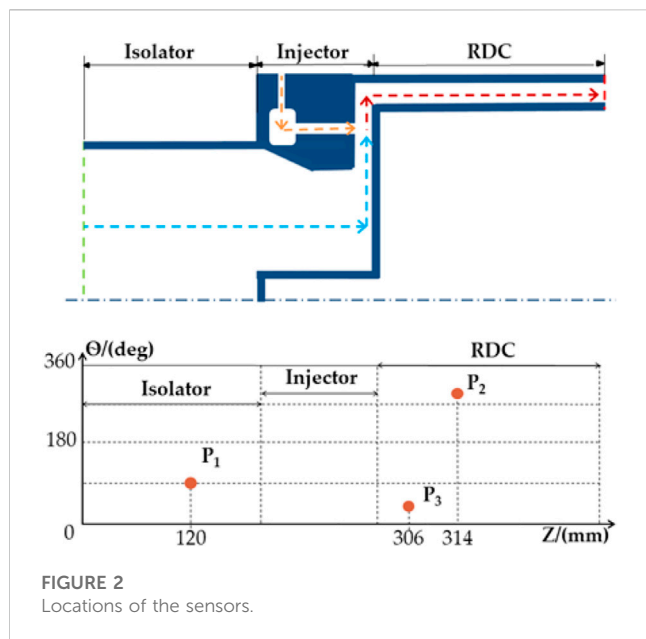 Isolator Injector RDC
360 Θ/(deg) RDC
Isolator Injector P2
180
P1
P3
0 120 306 314 Z/(mm)
FIGURE 2
Locations of the sensors.